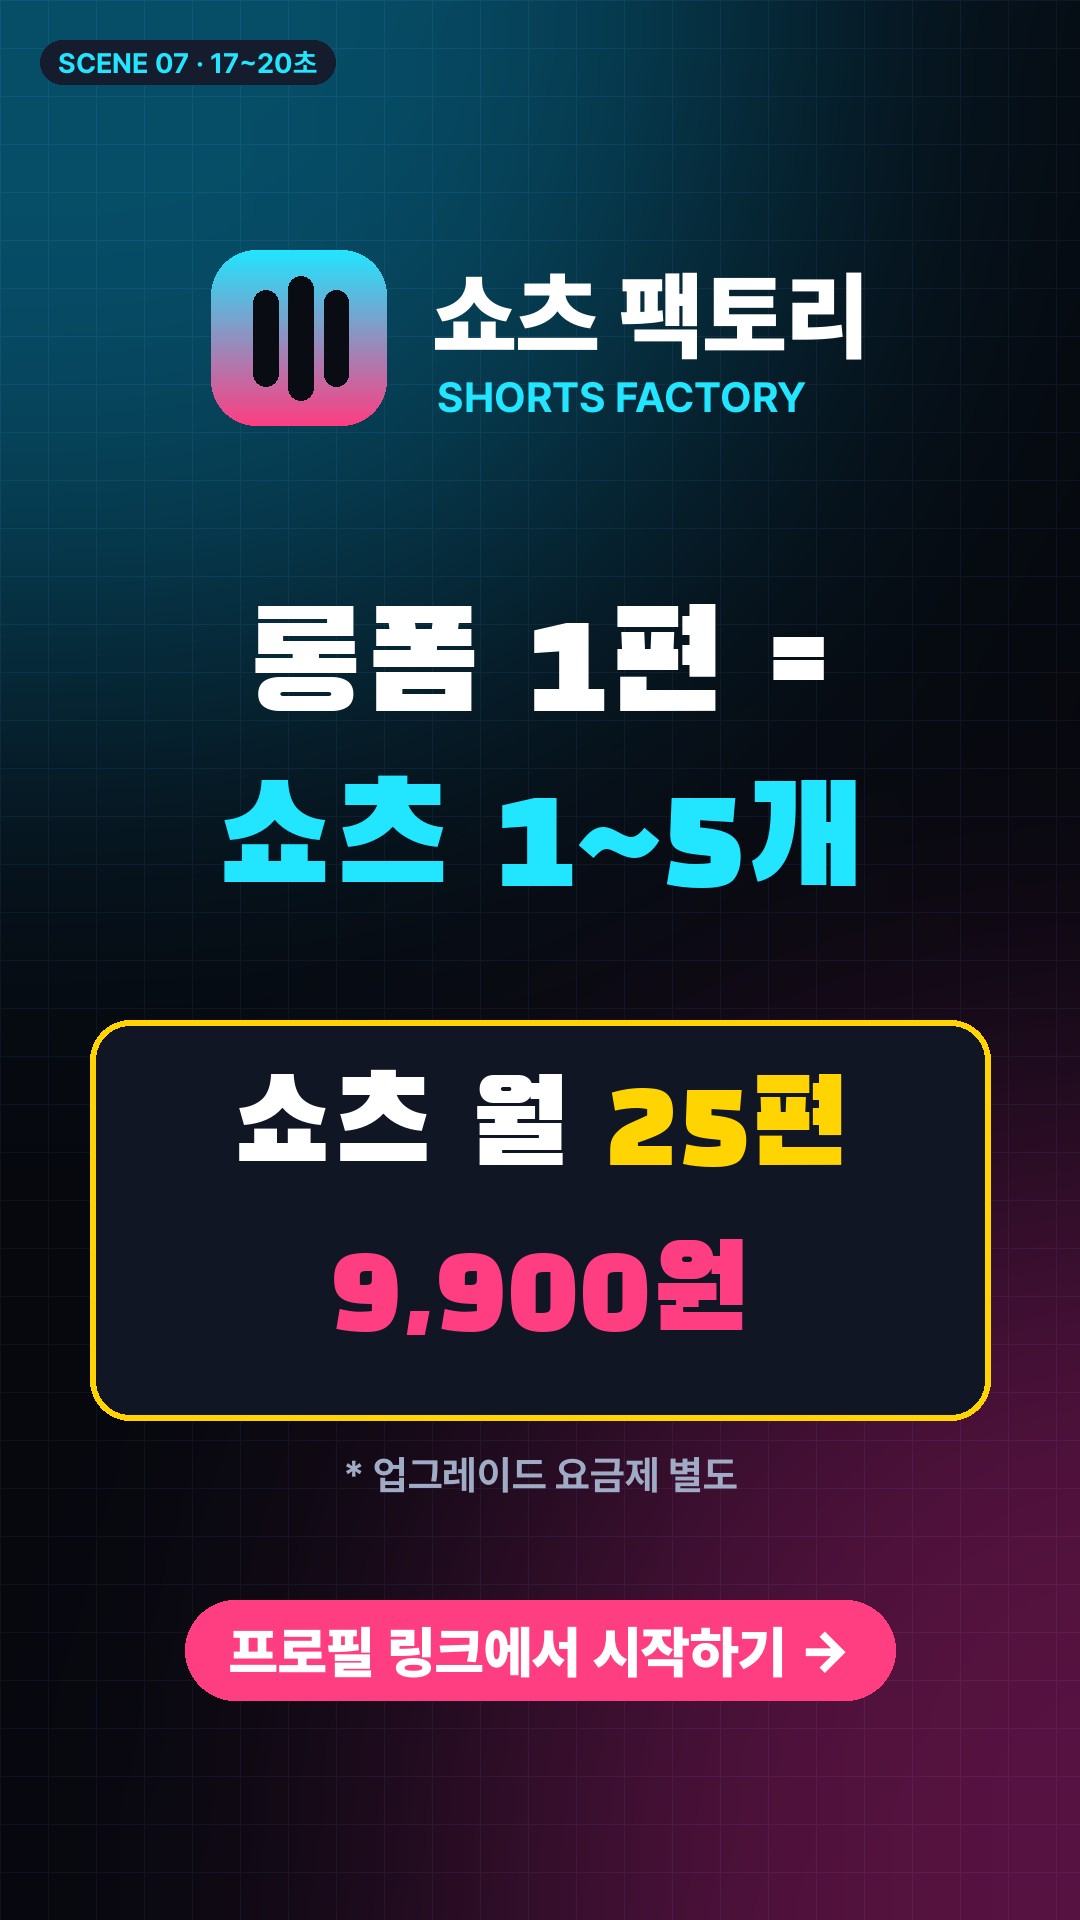 SCENE 07 · 17~20초
쇼츠 팩토리
SHORTS FACTORY
롱폼 1편 =
쇼츠 1~5개
쇼츠 월 25편
9,900원
* 업그레이드 요금제 별도
프로필 링크에서 시작하기 →